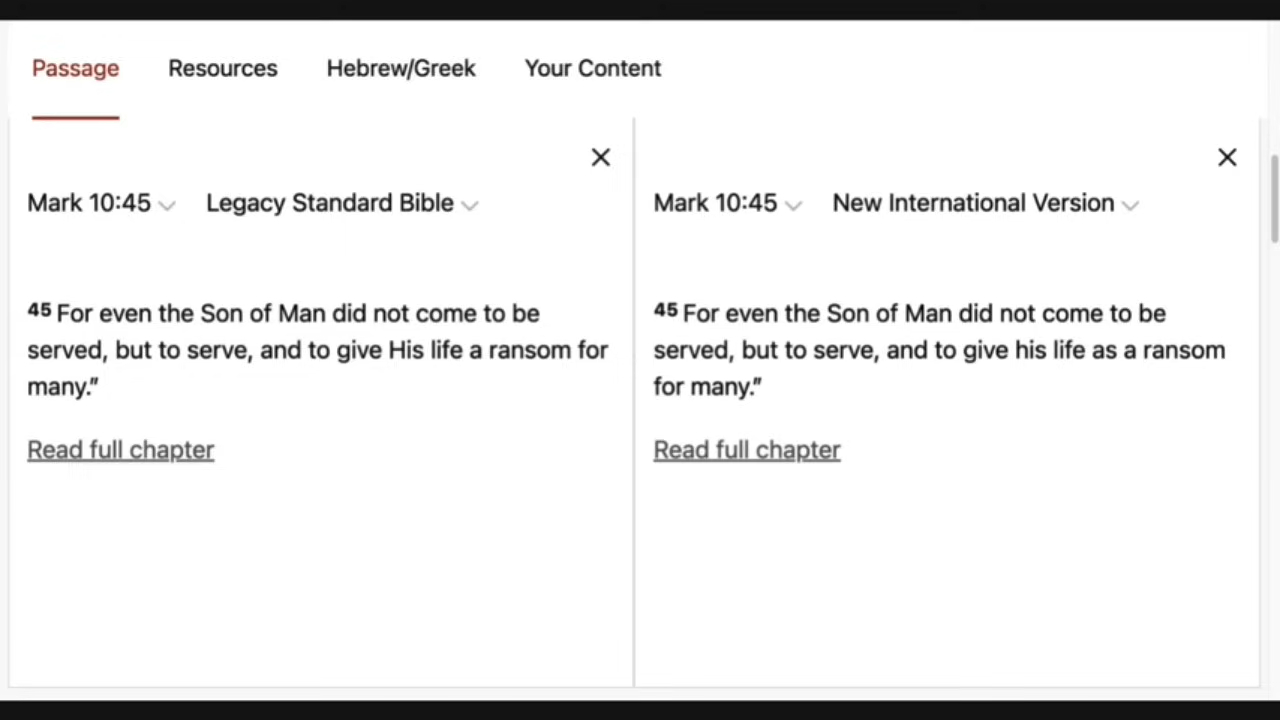 Passage Resources Hebrew/Greek Your Content
Mark 10:45 Legacy Standard Bible
45 For even the Son of Man did not come to be
served, but to serve, and to give His life a ransom for
many.”
Read full chapter
Mark 10:45 New International Version
45 For even the Son of Man did not come to be
served, but to serve, and to give his life as a ransom
for many.”
Read full chapter